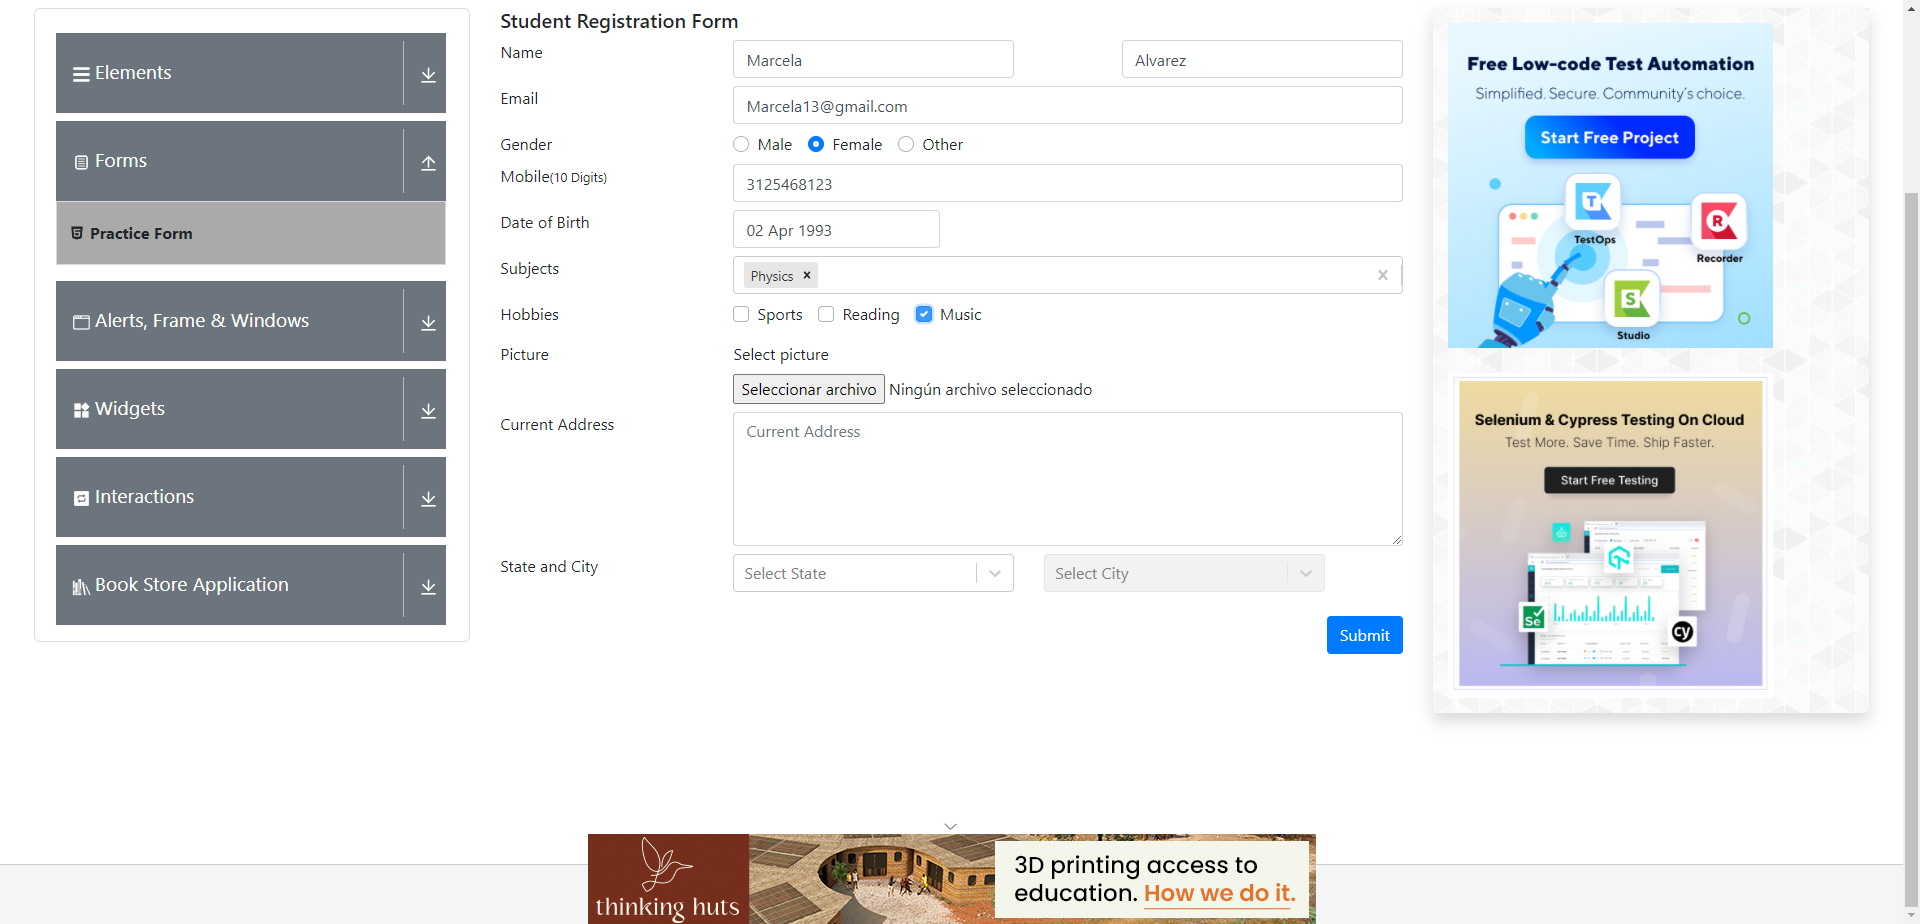 Elements
Forms
Practice Form
Alerts, Frame & Windows
Widgets
Interactions
Book Store Application
Student Registration Form
Name
Marcela
Alvarez
Email
Marcela13@gmail.com
Gender
Male
Female
Other
Mobile(10 Digits)
3125468123
Date of Birth
02 Apr 1993
Subjects
Physics
Hobbies
Sports
Reading
Music
Picture
Select picture
Seleccionar archivo Ningún archivo seleccionado
Current Address
Current Address
State and City
Select State
Select City
Submit
Free Low-code Test Automation
Simplified. Secure. Community's choice.
Start Free Project
T
TestOps
R
Recorder
S
Studio
Selenium & Cypress Testing On Cloud
Test More. Save Time. Ship Faster.
Start Free Testing
Se
cy
thinking huts
3D printing access to
education. How we do it.